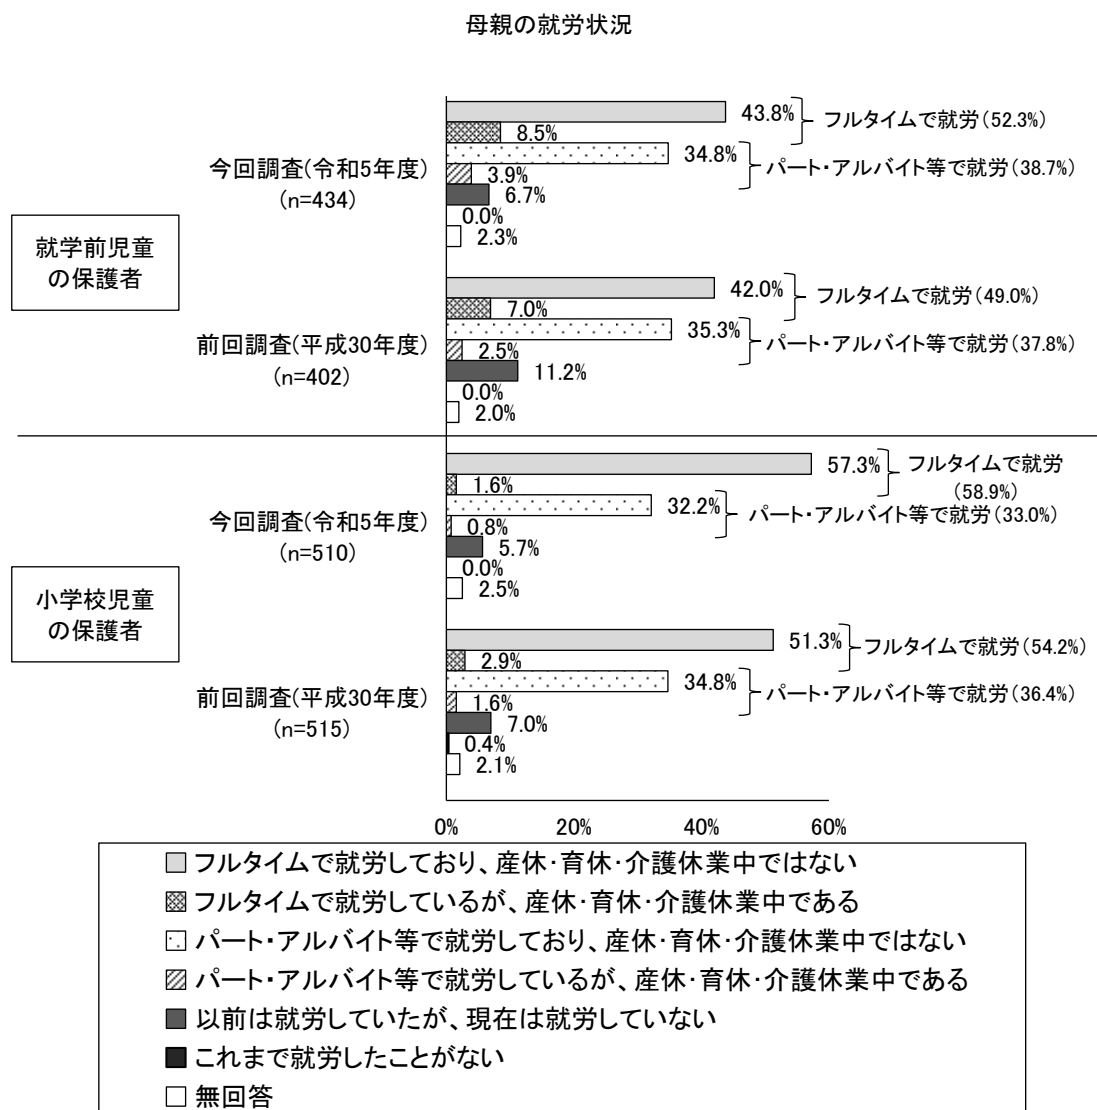 母親の就労状況
就学前児童
の保護者
今回調査(令和5年度)
(n=434)
43.8%
8.5%
34.8%
3.9%
6.7%
0.0%
2.3%
フルタイムで就労(52.3%)
パート・アルバイト等で就労(38.7%)
前回調査(平成30年度)
(n=402)
42.0%
7.0%
35.3%
2.5%
11.2%
0.0%
2.0%
フルタイムで就労(49.0%)
パート・アルバイト等で就労(37.8%)
小学校児童
の保護者
今回調査(令和5年度)
(n=510)
57.3%
1.6%
32.2%
0.8%
5.7%
0.0%
2.5%
フルタイムで就労
(58.9%)
パート・アルバイト等で就労(33.0%)
前回調査(平成30年度)
(n=515)
51.3%
2.9%
34.8%
1.6%
7.0%
0.4%
2.1%
フルタイムで就労(54.2%)
パート・アルバイト等で就労(36.4%)
0%
20%
40%
60%
フルタイムで就労しており、産休・育休・介護休業中ではない
フルタイムで就労しているが、産休・育休・介護休業中である
パート・アルバイト等で就労しており、産休・育休・介護休業中ではない
パート・アルバイト等で就労しているが、産休・育休・介護休業中である
以前は就労していたが、現在は就労していない
これまで就労したことがない
無回答